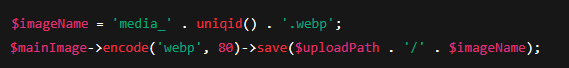 $imageName = 'media_' . uniqid() . '.webp';
$mainImage->encode('webp', 80)->save($uploadPath . '/' . $imageName);